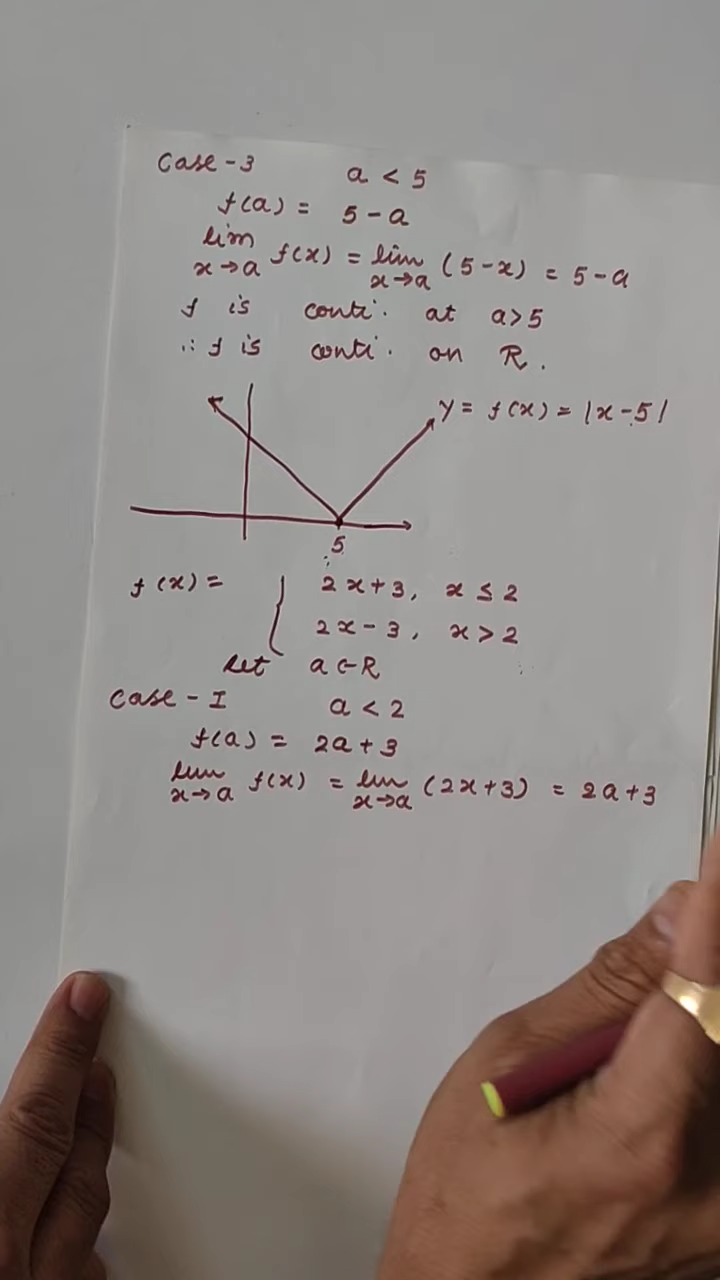 Case - 3 a < 5
f(a) = 5 - a
lim x→a f(x) = lim x→a (5 - x) = 5 - a
f is conti. at a > 5
∴ f is conti. on R.
y = f(x) = |x - 5|
5
f(x) = { 2x + 3, x ≤ 2
2x - 3, x > 2
Let a ∈ R
Case - I a < 2
f(a) = 2a + 3
lim x→a f(x) = lim x→a (2x + 3) = 2a + 3